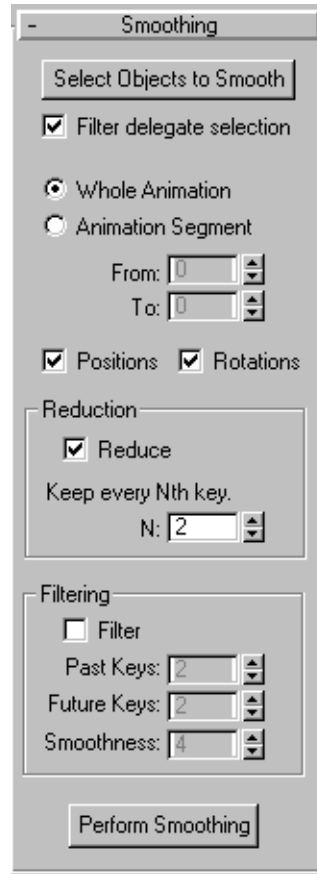 - Smoothing
Select Objects to Smooth
Filter delegate selection
Whole Animation
Animation Segment
From: 0
To: 0
Positions Rotations
Reduction
Reduce
Keep every Nth key.
N: 2
Filtering
Filter
Past Keys: 2
Future Keys: 2
Smoothness: 4
Perform Smoothing